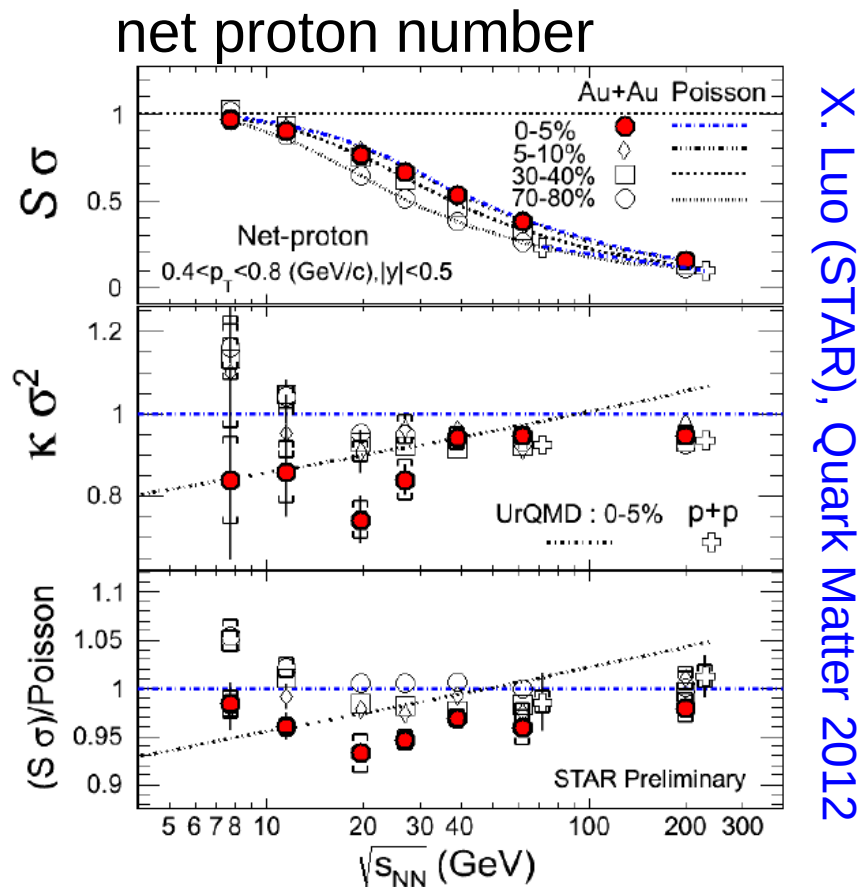 net proton number
Au+Au Poisson
0-5%
5-10%
30-40%
70-80%
Net-proton
0.4<p_T<0.8 (GeV/c),|y|<0.5
S σ
1
0.5
0
κ σ²
1.2
1
0.8
UrQMD : 0-5% p+p
(S σ)/Poisson
1.1
1.05
1
0.95
0.9
STAR Preliminary
5 6 7 8 10 20 30 40 100 200 300
√s_NN (GeV)
X. Luo (STAR), Quark Matter 2012